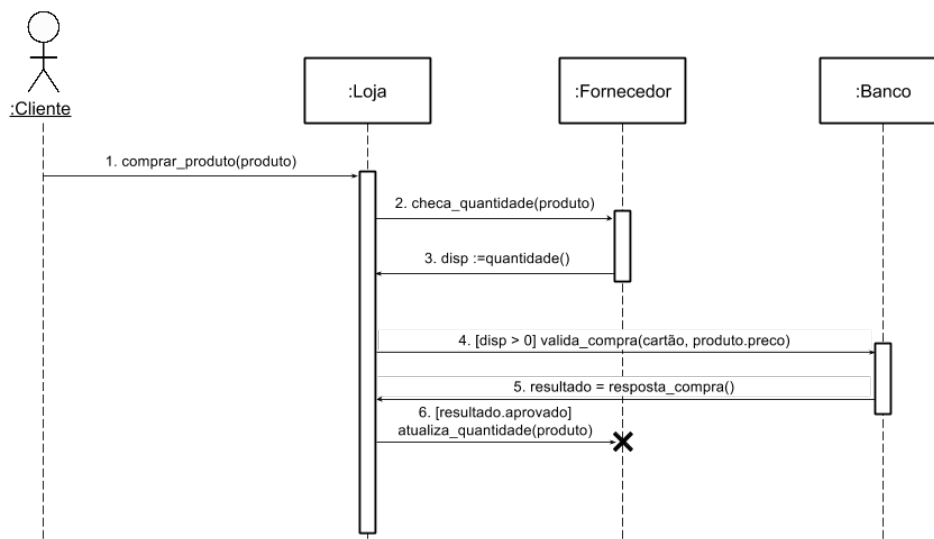 :Cliente
:Loja
:Fornecedor
:Banco
1. comprar_produto(produto)
2. checa_quantidade(produto)
3. disp :=quantidade()
4. [disp > 0] valida_compra(cartão, produto.preco)
5. resultado = resposta_compra()
6. [resultado.aprovado]
atualiza_quantidade(produto)